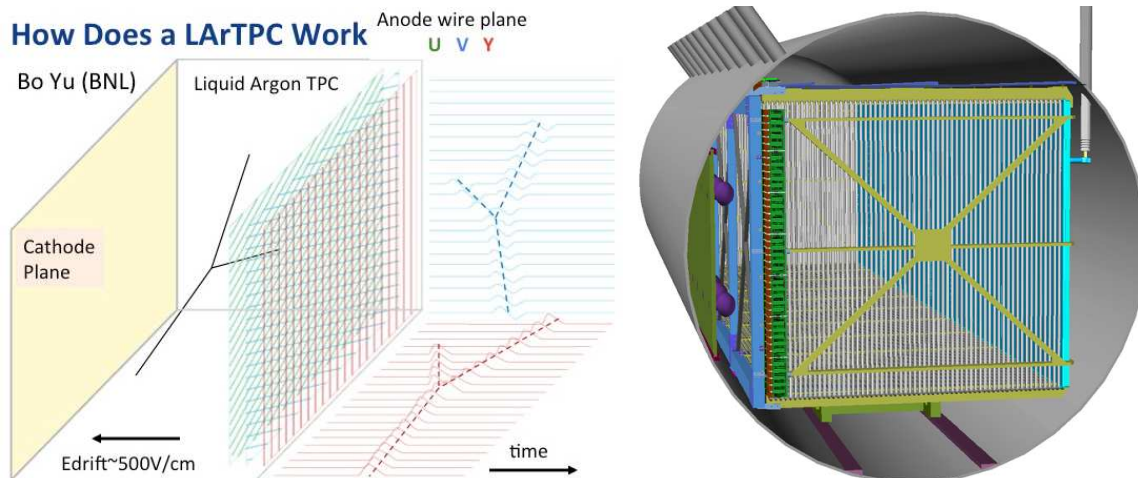 How Does a LArTPC Work
Anode wire plane
U V Y
Bo Yu (BNL)
Liquid Argon TPC
Cathode
Plane
Edrift~500V/cm
time